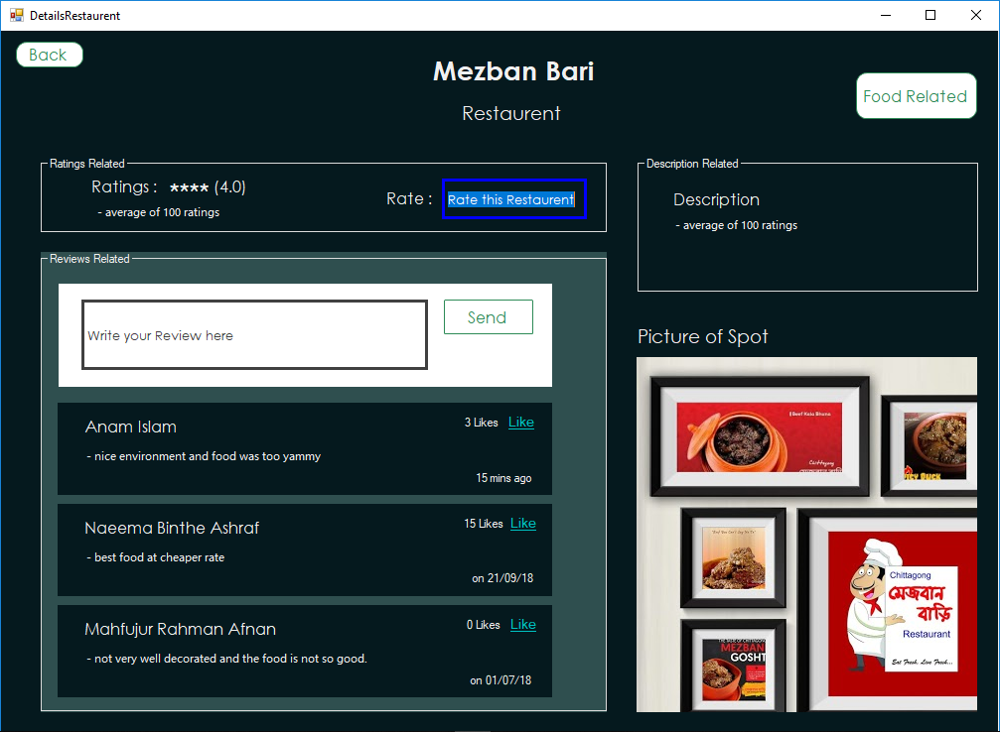 DetailsRestaurent
Back
Mezban Bari
Restaurent
Food Related
Ratings Related
Ratings : **** (4.0)
- average of 100 ratings
Rate : Rate this Restaurent
Description Related
Description
- average of 100 ratings
Reviews Related
Write your Review here
Send
Anam Islam
3 Likes Like
- nice environment and food was too yammy
15 mins ago
Naeema Binthe Ashraf
15 Likes Like
- best food at cheaper rate
on 21/09/18
Mahfujur Rahman Afnan
0 Likes Like
- not very well decorated and the food is not so good.
on 01/07/18
Picture of Spot
Beef Kala Bhuna
Chittagong
Chittagong
মেজবান
বাড়ি
Restaurant
Eat Fresh, Live Fresh...
THE TASTE OF CHITTAGONG
MEZBAN
GOSHT